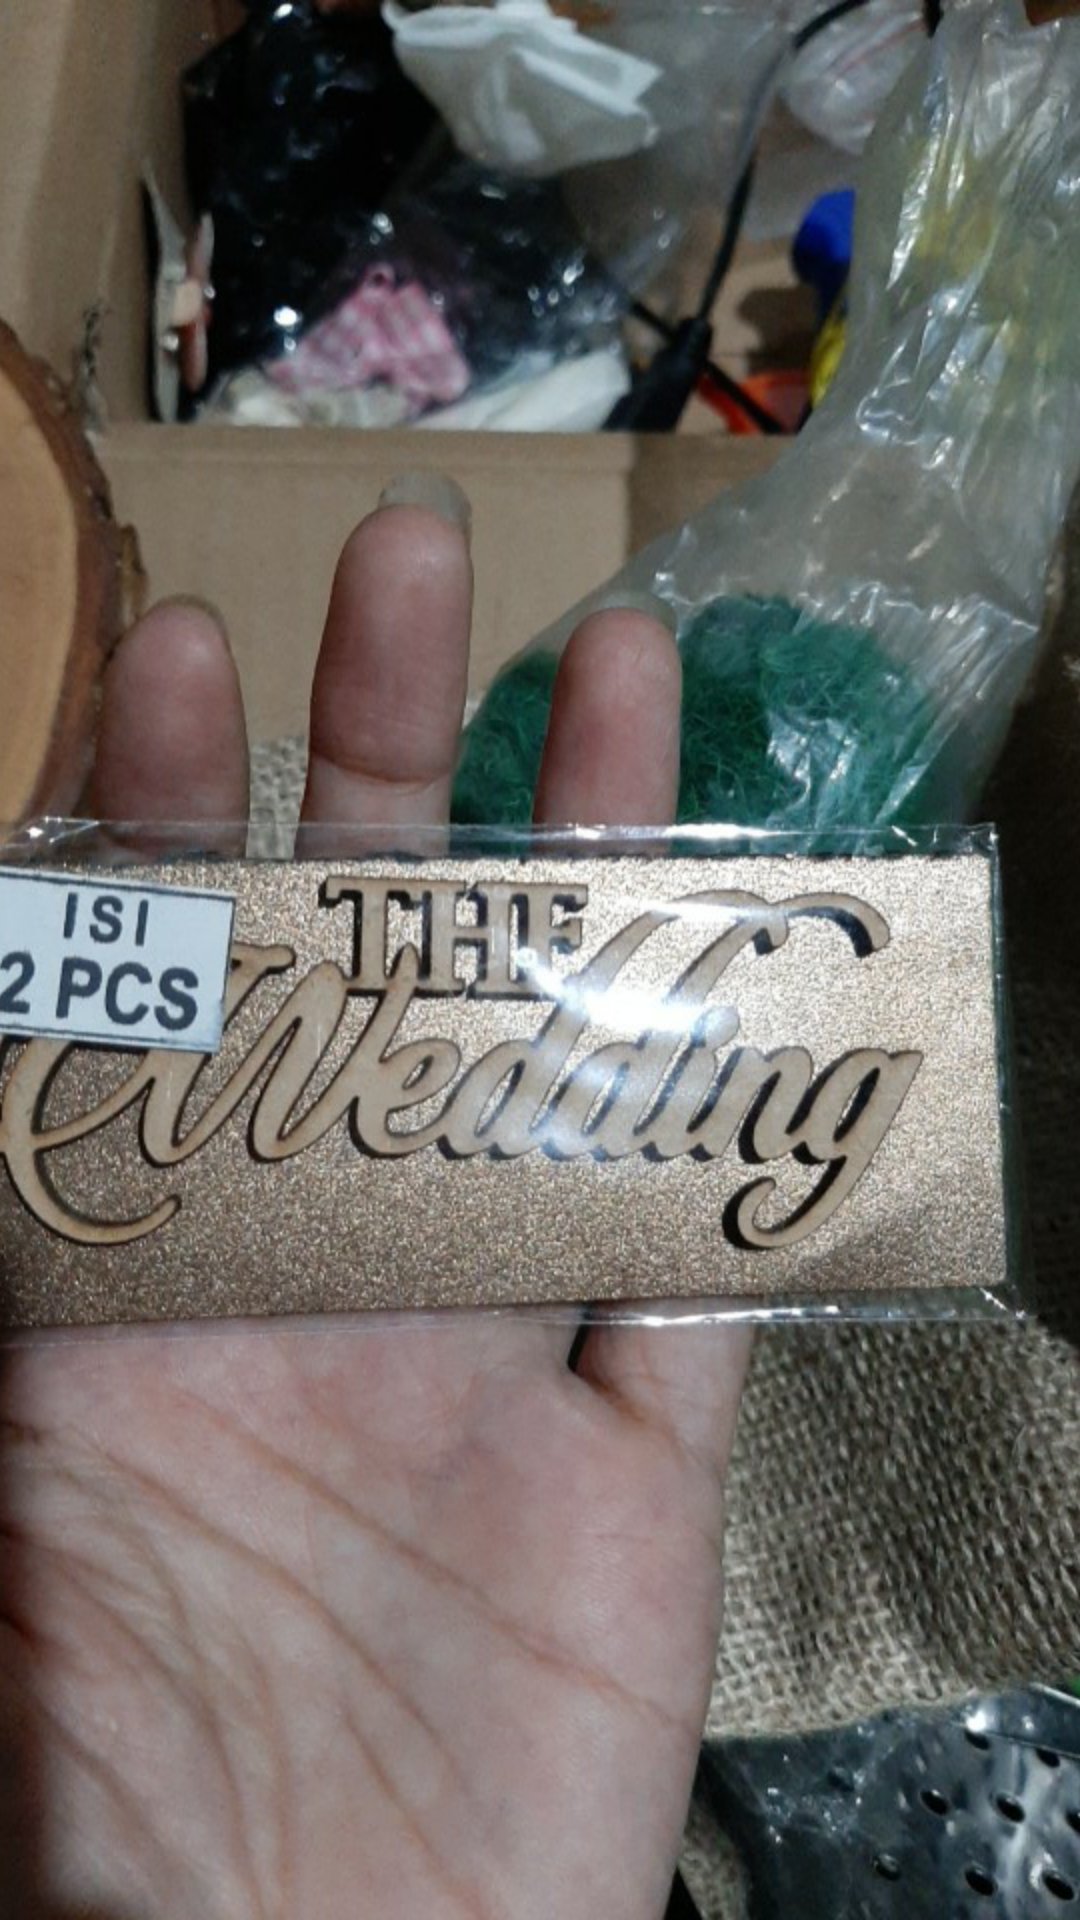 ISI
2 PCS
THE
Wedding